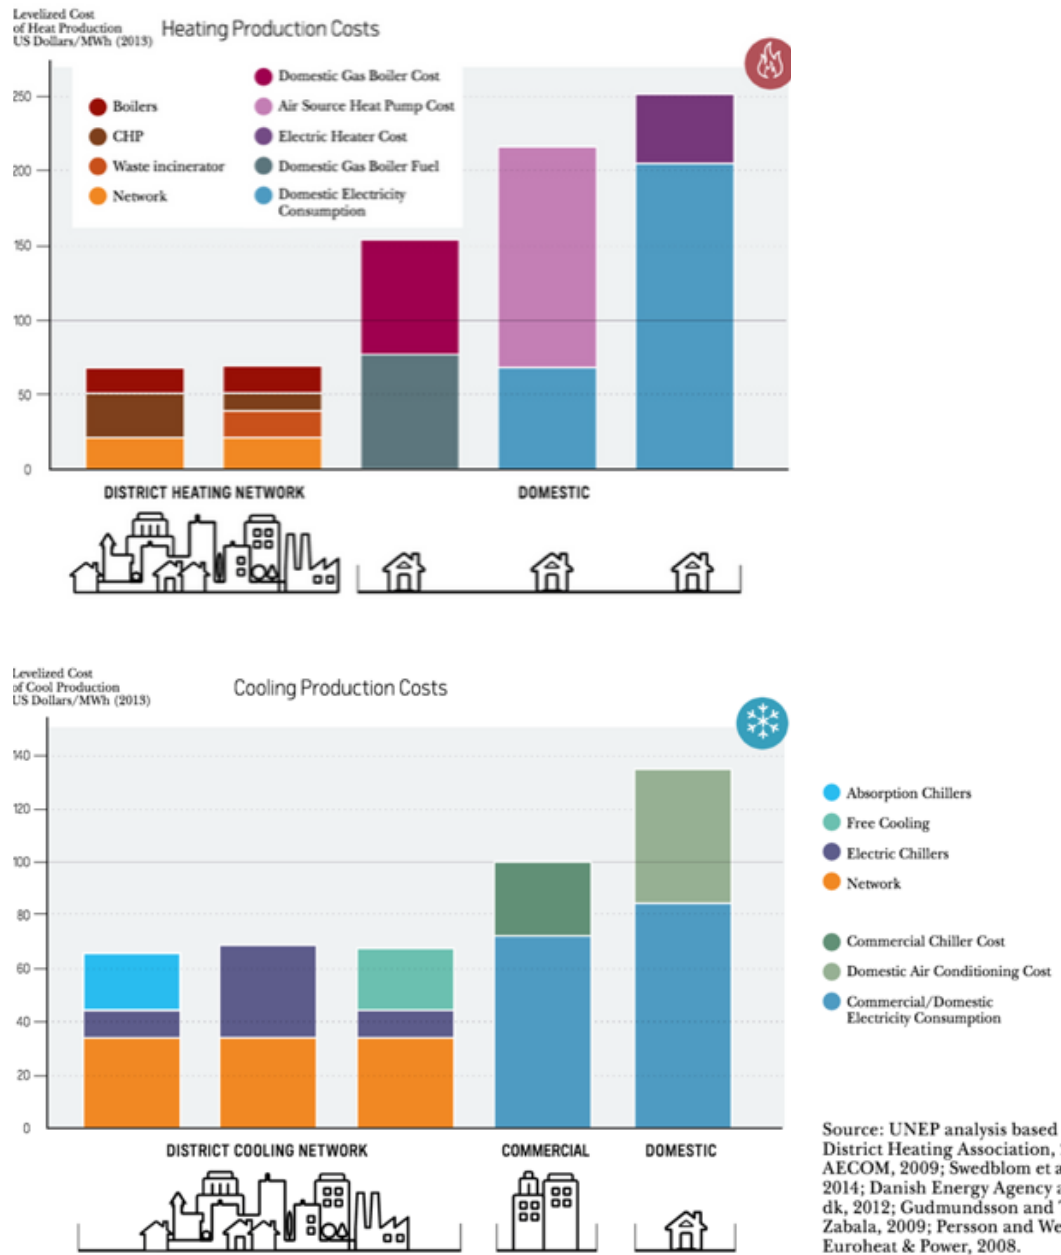 Levelized Cost
of Heat Production
US Dollars/MWh (2013)
Heating Production Costs
Domestic Gas Boiler Cost
Boilers
Air Source Heat Pump Cost
CHP
Electric Heater Cost
Waste incinerator
Domestic Gas Boiler Fuel
Network
Domestic Electricity
Consumption
250
200
150
100
50
0
DISTRICT HEATING NETWORK
DOMESTIC
Levelized Cost
of Cool Production
US Dollars/MWh (2013)
Cooling Production Costs
140
120
100
80
60
40
20
0
DISTRICT COOLING NETWORK
COMMERCIAL
DOMESTIC
Absorption Chillers
Free Cooling
Electric Chillers
Network
Commercial Chiller Cost
Domestic Air Conditioning Cost
Commercial/Domestic
Electricity Consumption
Source: UNEP analysis based
District Heating Association,
AECOM, 2009; Swedblom et a
2014; Danish Energy Agency a
dk, 2012; Gudmundsson and
Zabala, 2009; Persson and We
Euroheat & Power, 2008.